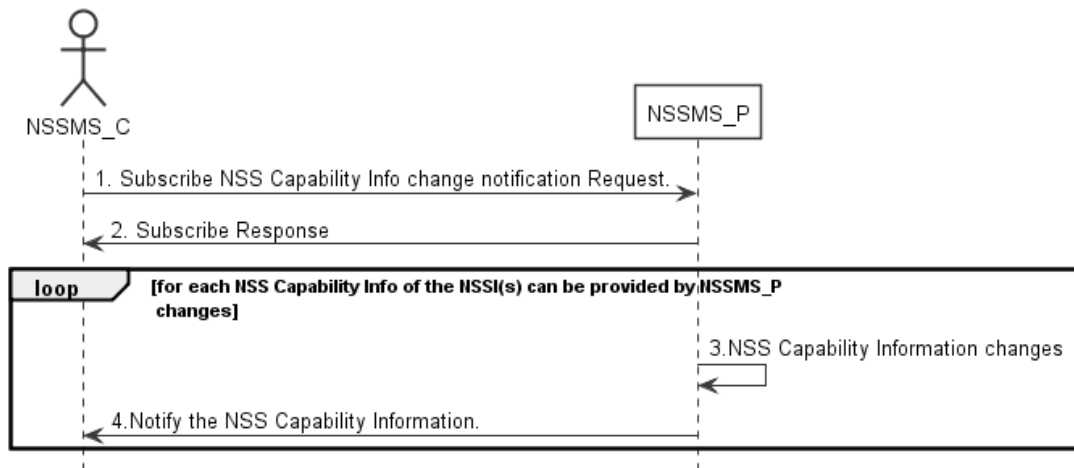 NSSMS_C
NSSMS_P
1. Subscribe NSS Capability Info change notification Request.
2. Subscribe Response
loop
[for each NSS Capability Info of the NSSI(s) can be provided by NSSMS_P
changes]
3.NSS Capability Information changes
4.Notify the NSS Capability Information.